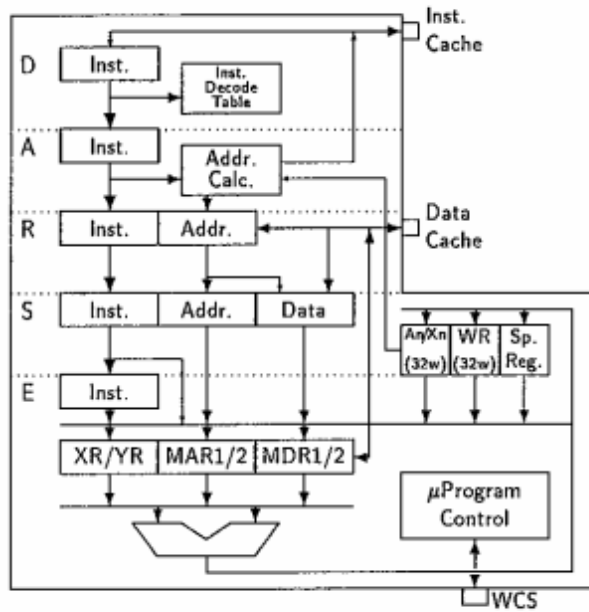 Inst.
Cache
D
Inst.
Inst.
Decode
Table
A
Inst.
Addr.
Calc.
R
Inst.
Addr.
Data
Cache
S
Inst.
Addr.
Data
An/Xn
(32w)
WR
(32w)
Sp.
Reg.
E
Inst.
XR/YR
MAR1/2
MDR1/2
μProgram
Control
WCS